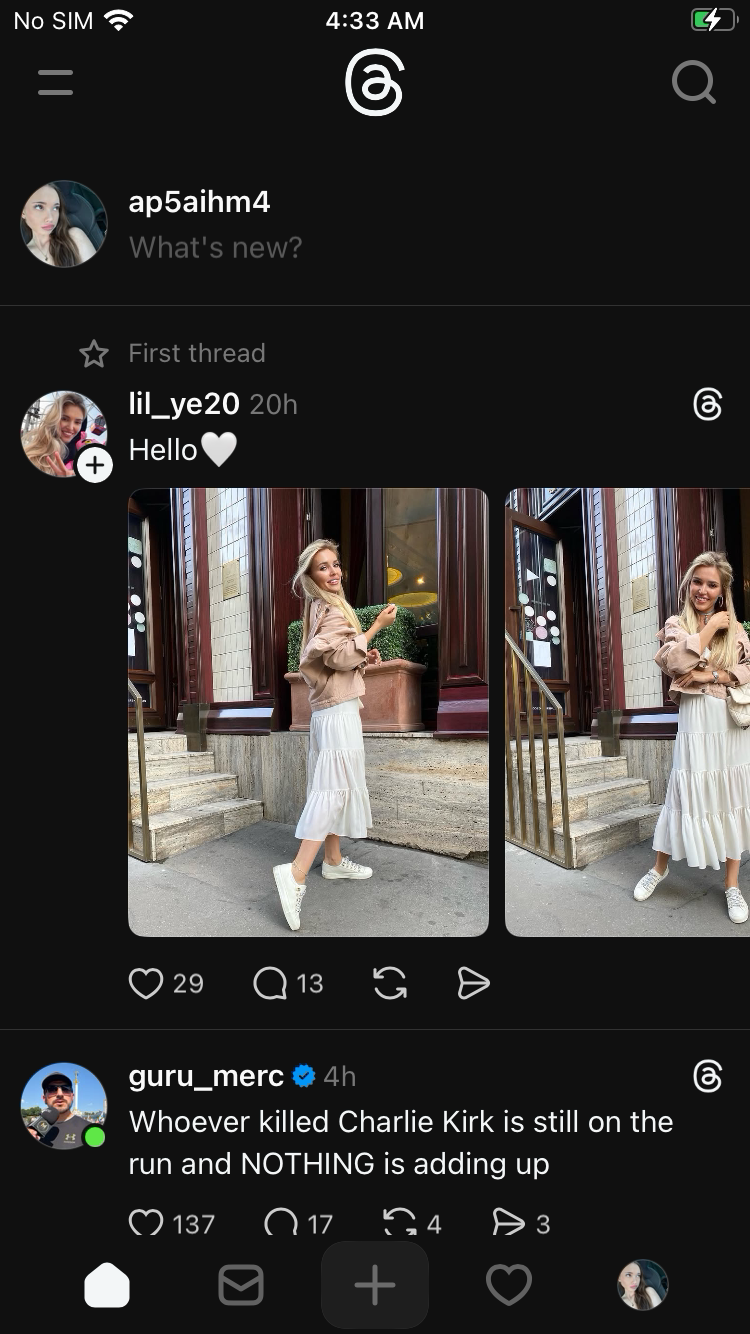 No SIM 4:33 AM
ap5aihm4
What's new?
First thread
lil_ye20 20h
Hello🤍
29 13
guru_merc 4h
Whoever killed Charlie Kirk is still on the
run and NOTHING is adding up
137 17 4 3